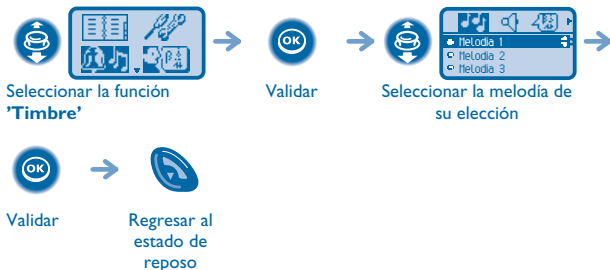 OK
Melodia 1
Melodia 2
Melodia 3
Seleccionar la función
'Timbre'
Validar
Seleccionar la melodía de
su elección
OK
Validar
Regresar al
estado de
reposo